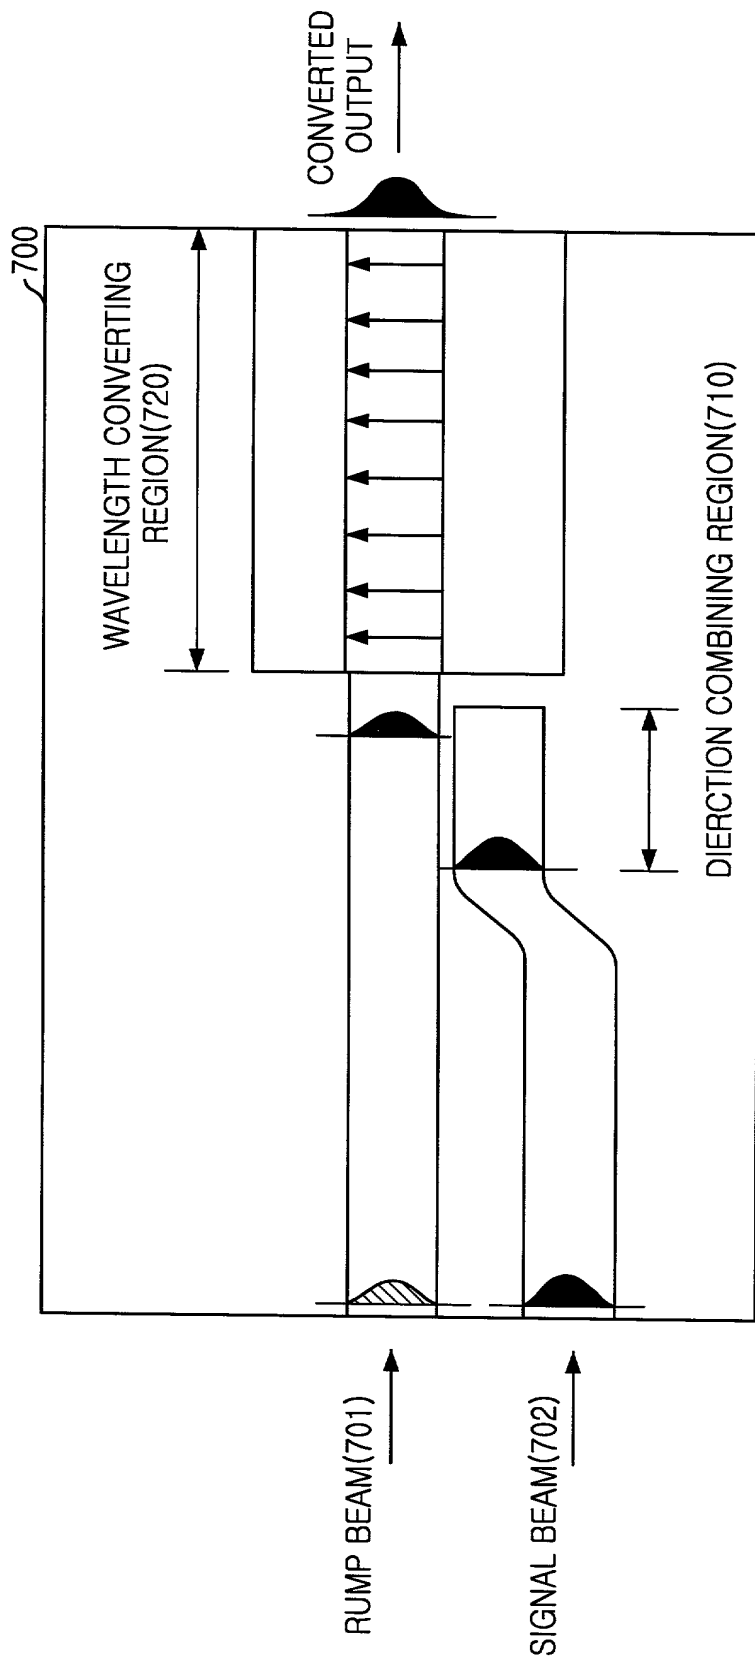 700
WAVELENGTH CONVERTING
REGION(720)
CONVERTED
OUTPUT
RUMP BEAM(701)
SIGNAL BEAM(702)
DIERCTION COMBINING REGION(710)